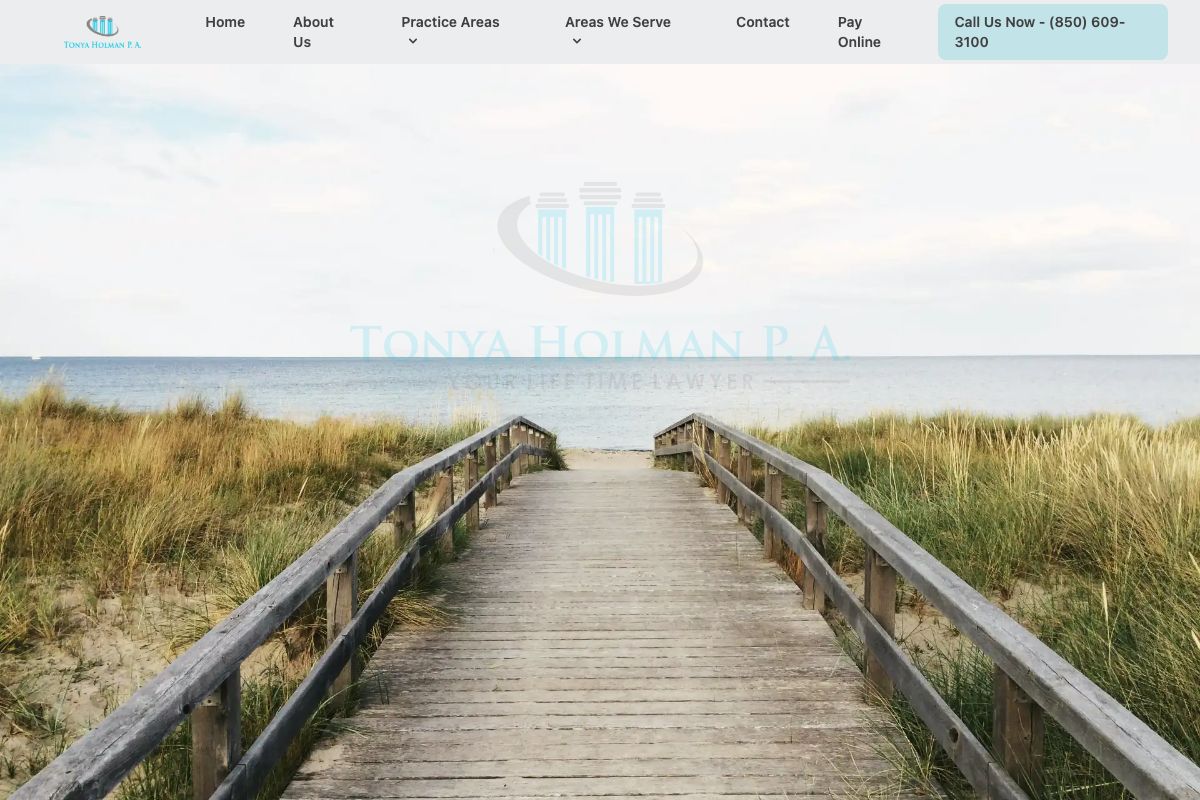 Home
About Us
Practice Areas
Areas We Serve
Contact
Pay Online
Call Us Now - (850) 609-3100
TONYA HOLMAN P. A.
TONYA HOLMAN P. A.
YOUR LIFE TIME LAWYER